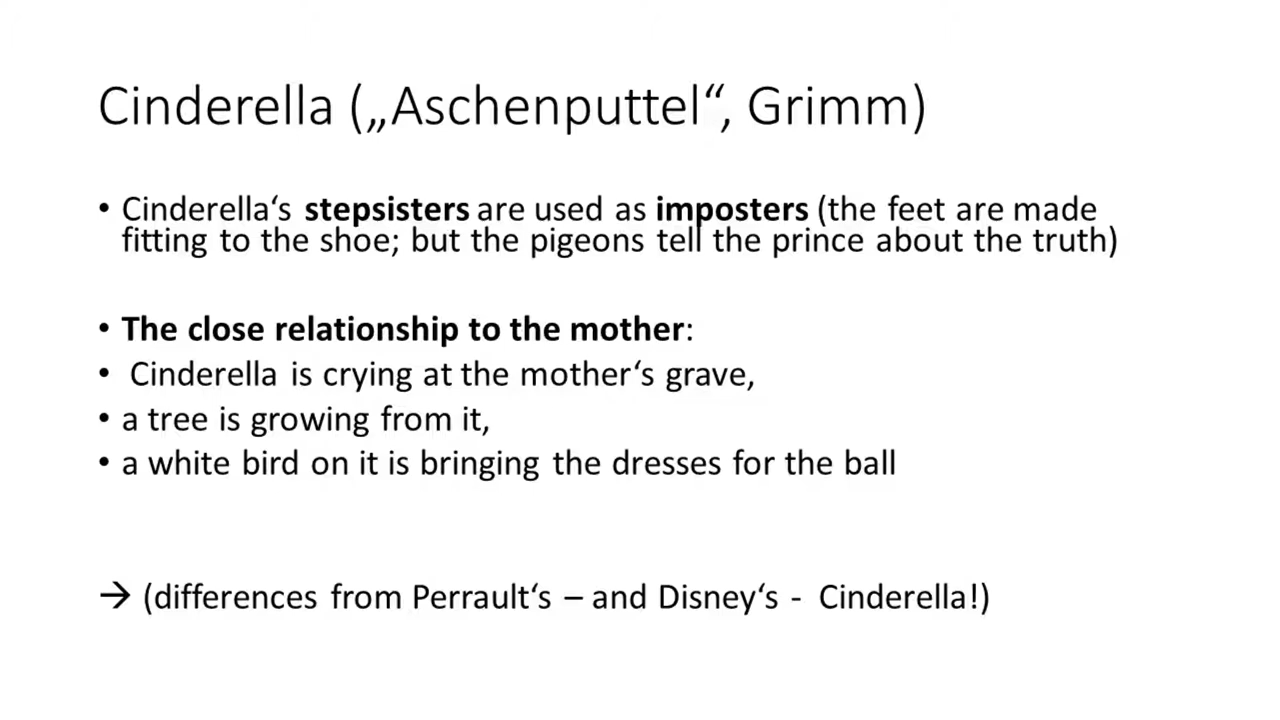 Cinderella („Aschenputtel“, Grimm)
• Cinderella‘s stepsisters are used as imposters (the feet are made
fitting to the shoe; but the pigeons tell the prince about the truth)
• The close relationship to the mother:
• Cinderella is crying at the mother‘s grave,
• a tree is growing from it,
• a white bird on it is bringing the dresses for the ball
→ (differences from Perrault‘s – and Disney‘s - Cinderella!)